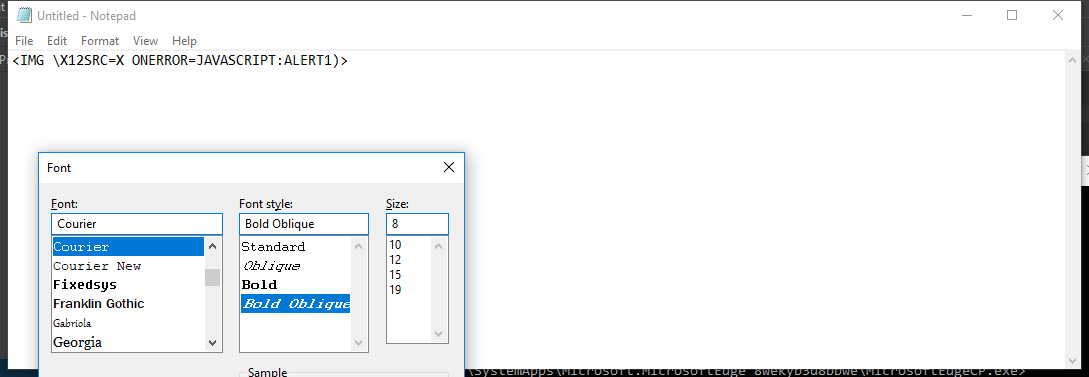 Untitled - Notepad
File Edit Format View Help
<IMG \X12SRC=X ONERROR=JAVASCRIPT:ALERT1)>
Font
Font: Font style: Size:
Courier Bold Oblique 8
Courier Standard 10
Courier New Oblique 12
Fixedsys Bold 15
Franklin Gothic Bold Oblique 19
Gabriola
Georgia
Sample
\SystemApps\Microsoft.MicrosoftEdge_8wekyb3d8bbwe\MicrosoftEdgeCP.exe>